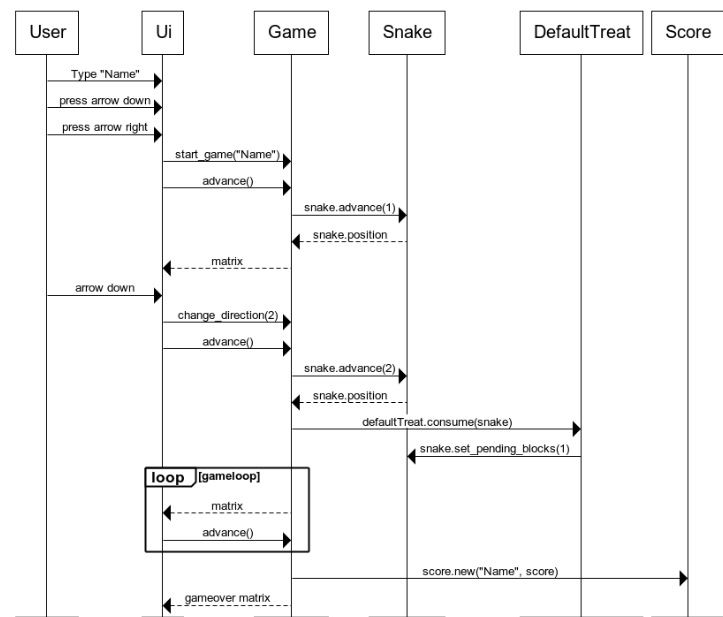 User Ui Game Snake DefaultTreat Score
Type "Name"
press arrow down
press arrow right
start_game("Name")
advance()
snake.advance(1)
snake.position
matrix
arrow down
change_direction(2)
advance()
snake.advance(2)
snake.position
defaultTreat.consume(snake)
snake.set_pending_blocks(1)
loop [gameloop]
matrix
advance()
score.new("Name", score)
gameover matrix